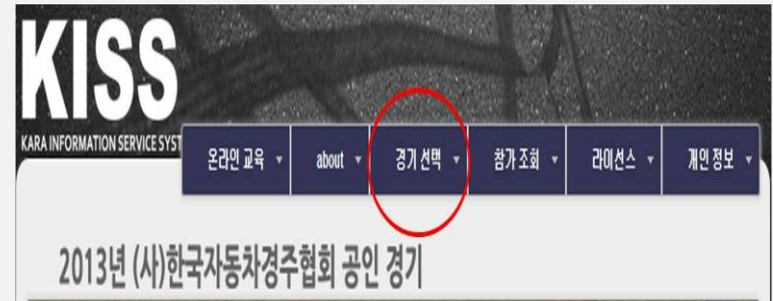 KISS
KARA INFORMATION SERVICE SYST
온라인 교육 about 경기 선택 참가 조회 라이선스 개인 정보
2013년 (사)한국자동차경주협회 공인 경기